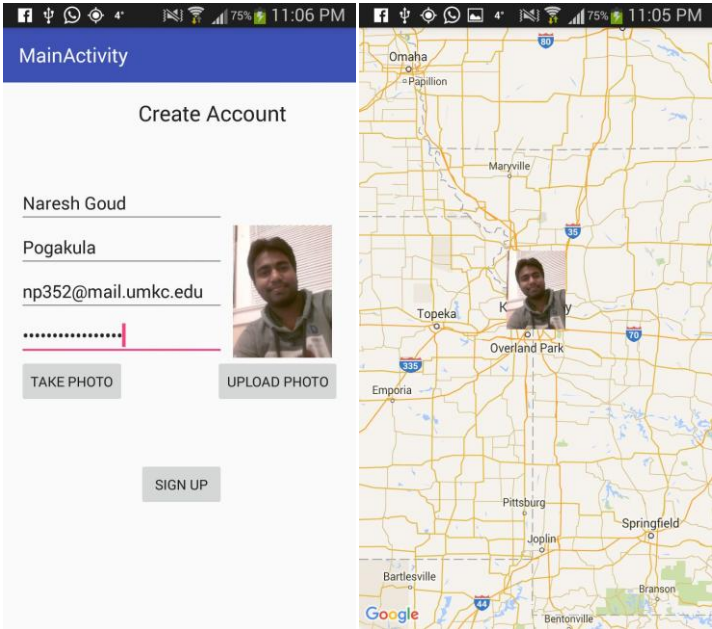 4°
75%
11:06 PM
MainActivity
Create Account
Naresh Goud
Pogakula
np352@mail.umkc.edu
•••••••••••••••••
TAKE PHOTO
UPLOAD PHOTO
SIGN UP
4°
75%
11:05 PM
80
Omaha
Papillion
Maryville
35
K
y
Topeka
Overland Park
70
335
Emporia
Pittsburg
Springfield
Joplin
Bartlesville
Branson
44
Google
Bentonville